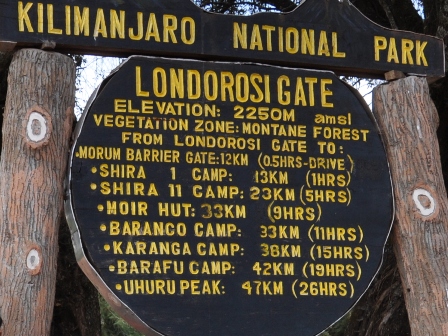 KILIMANJARO NATIONAL PARK
LONDOROSI GATE
ELEVATION: 2250M amsl
VEGETATION ZONE: MONTANE FOREST
FROM LONDOROSI GATE TO:
•MORUM BARRIER GATE: 12KM (0.5HRS-DRIVE)
•SHIRA 1 CAMP: 13KM (1HRS)
•SHIRA 11 CAMP: 23KM (5HRS)
•MOIR HUT: 33KM (9HRS)
•BARANCO CAMP: 33KM (11HRS)
•KARANGA CAMP: 38KM (15HRS)
•BARAFU CAMP: 42KM (19HRS)
•UHURU PEAK: 47KM (26HRS)